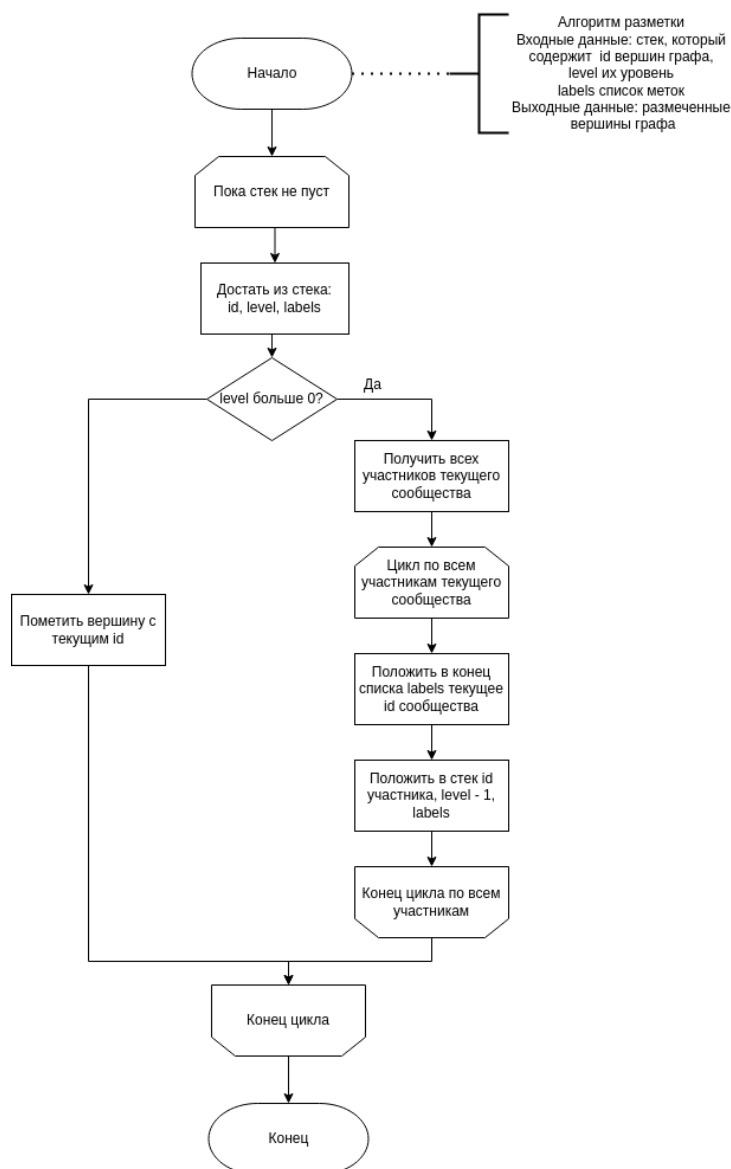 Алгоритм разметки
Входные данные: стек, который
содержит id вершин графа,
level их уровень
labels список меток
Выходные данные: размеченные
вершины графа
Начало
Пока стек не пуст
Достать из стека:
id, level, labels
level больше 0?
Да
Получить всех
участников текущего
сообщества
Цикл по всем
участникам текущего
сообщества
Пометить вершину с
текущим id
Положить в конец
списка labels текущее
id сообщества
Положить в стек id
участника, level - 1,
labels
Конец цикла по всем
участникам
Конец цикла
Конец